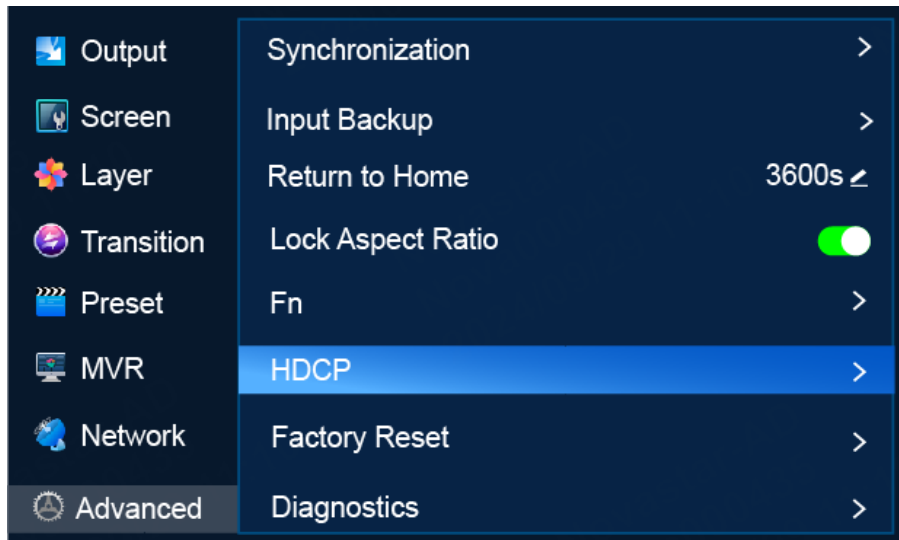 Output
Screen
Layer
Transition
Preset
MVR
Network
Advanced
Synchronization
Input Backup
Return to Home 3600s
Lock Aspect Ratio
Fn
HDCP
Factory Reset
Diagnostics